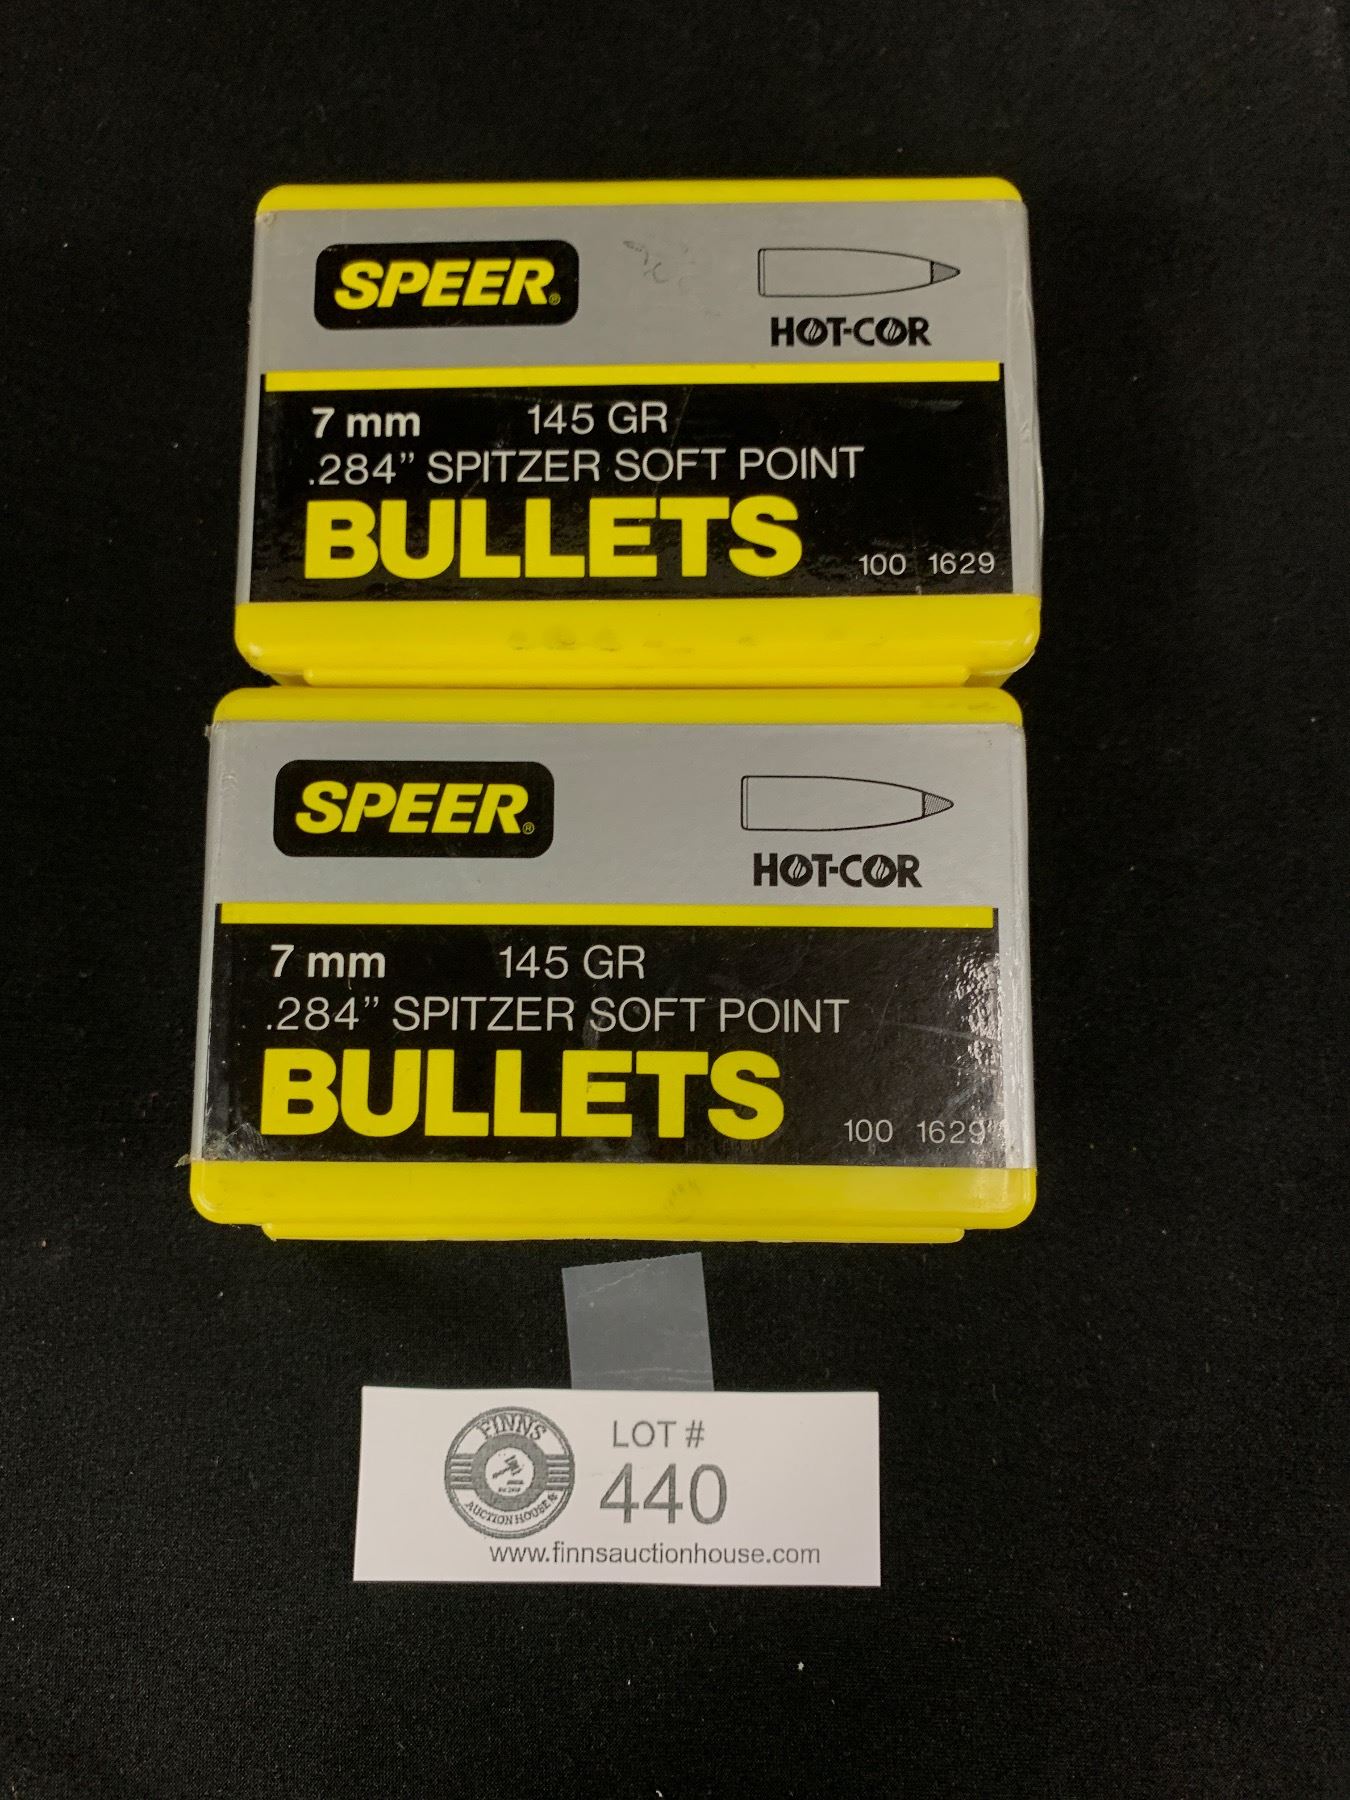 SPEER®
HOT-COR
7 mm 145 GR
.284” SPITZER SOFT POINT
BULLETS
100 1629
SPEER®
HOT-COR
7 mm 145 GR
.284” SPITZER SOFT POINT
BULLETS
100 1629
FINNS
AUCTION HOUSE
LOT #
440
www.finnsauctionhouse.com